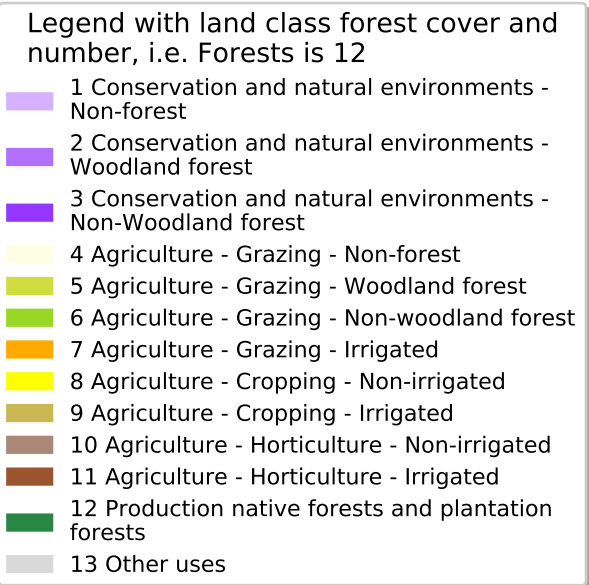 Legend with land class forest cover and
number, i.e. Forests is 12
1 Conservation and natural environments -
Non-forest
2 Conservation and natural environments -
Woodland forest
3 Conservation and natural environments -
Non-Woodland forest
4 Agriculture - Grazing - Non-forest
5 Agriculture - Grazing - Woodland forest
6 Agriculture - Grazing - Non-woodland forest
7 Agriculture - Grazing - Irrigated
8 Agriculture - Cropping - Non-irrigated
9 Agriculture - Cropping - Irrigated
10 Agriculture - Horticulture - Non-irrigated
11 Agriculture - Horticulture - Irrigated
12 Production native forests and plantation
forests
13 Other uses